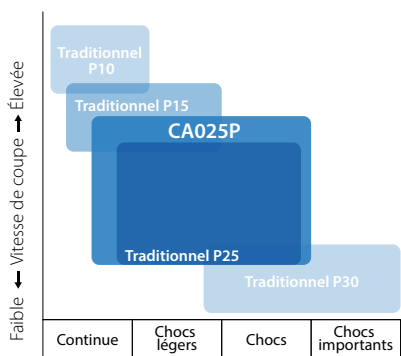 Traditionnel
P10
Traditionnel P15
CA025P
Traditionnel P25
Traditionnel P30
Faible ← Vitesse de coupe → Élevée
Continue
Chocs
légers
Chocs
Chocs
importants